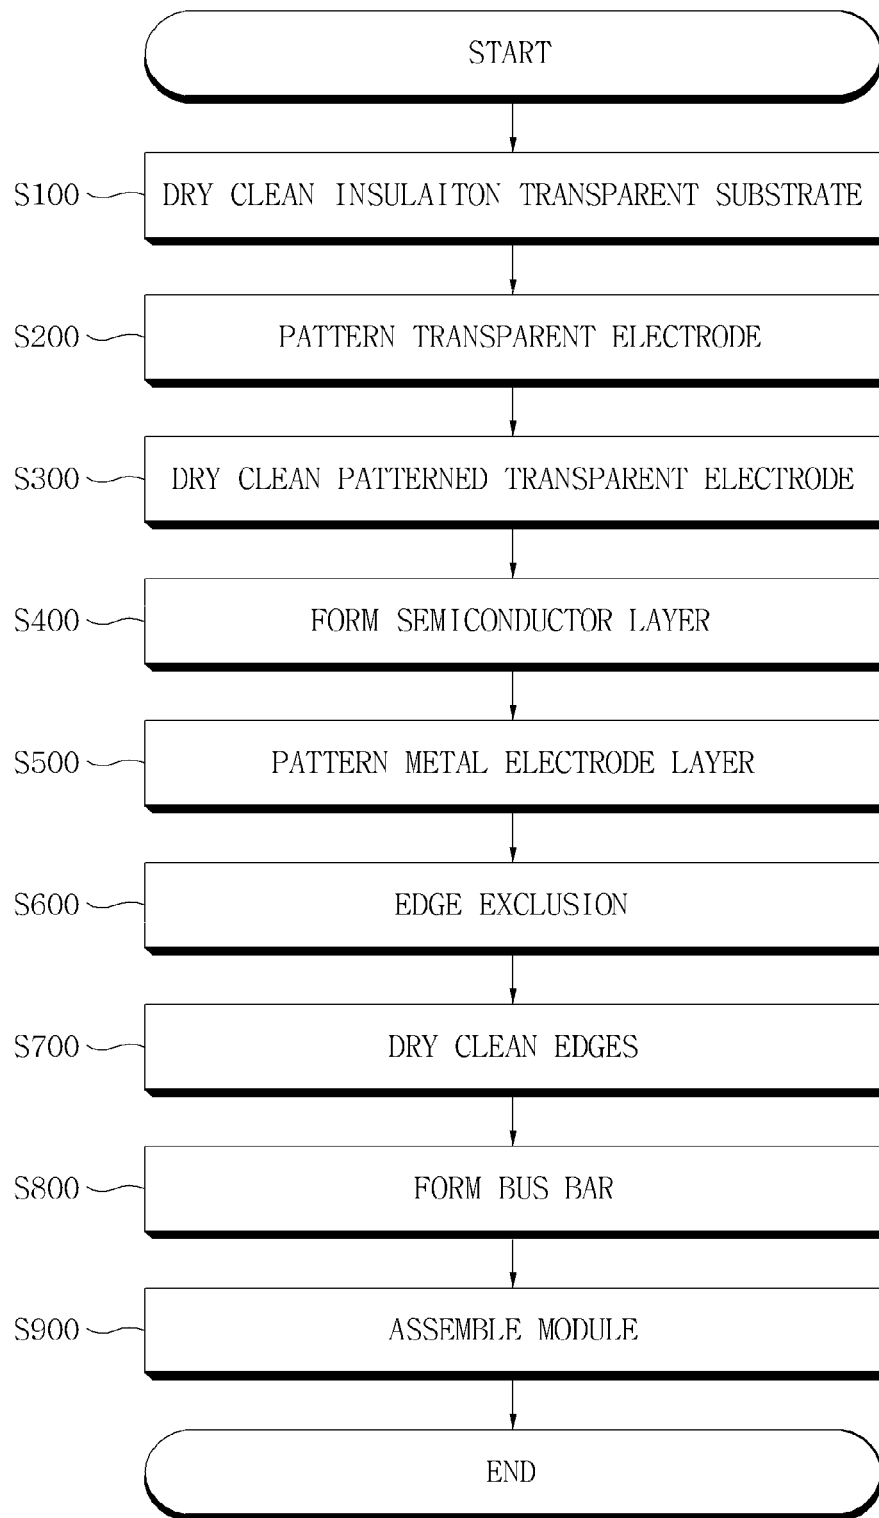 START
S100 DRY CLEAN INSULAITON TRANSPARENT SUBSTRATE
S200 PATTERN TRANSPARENT ELECTRODE
S300 DRY CLEAN PATTERNED TRANSPARENT ELECTRODE
S400 FORM SEMICONDUCTOR LAYER
S500 PATTERN METAL ELECTRODE LAYER
S600 EDGE EXCLUSION
S700 DRY CLEAN EDGES
S800 FORM BUS BAR
S900 ASSEMBLE MODULE
END